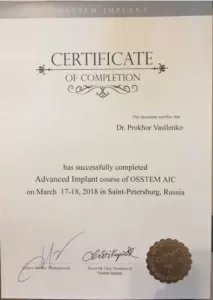 OSSTEM IMPLANT
CERTIFICATE
OF COMPLETION
This document certifies that
Dr. Prokhor Vasilenko
has successfully completed
Advanced Implant course of OSSTEM AIC
on March 17-18, 2018 in Saint-Petersburg, Russia